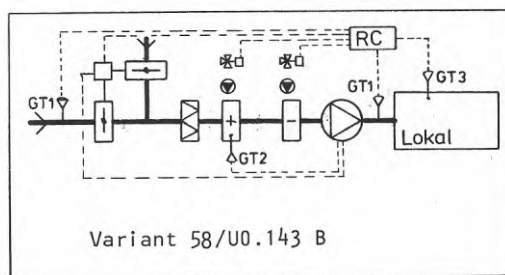 RC
GT1
GT1
GT3
+
-
Lokal
GT2
Variant 58/U0.143 B